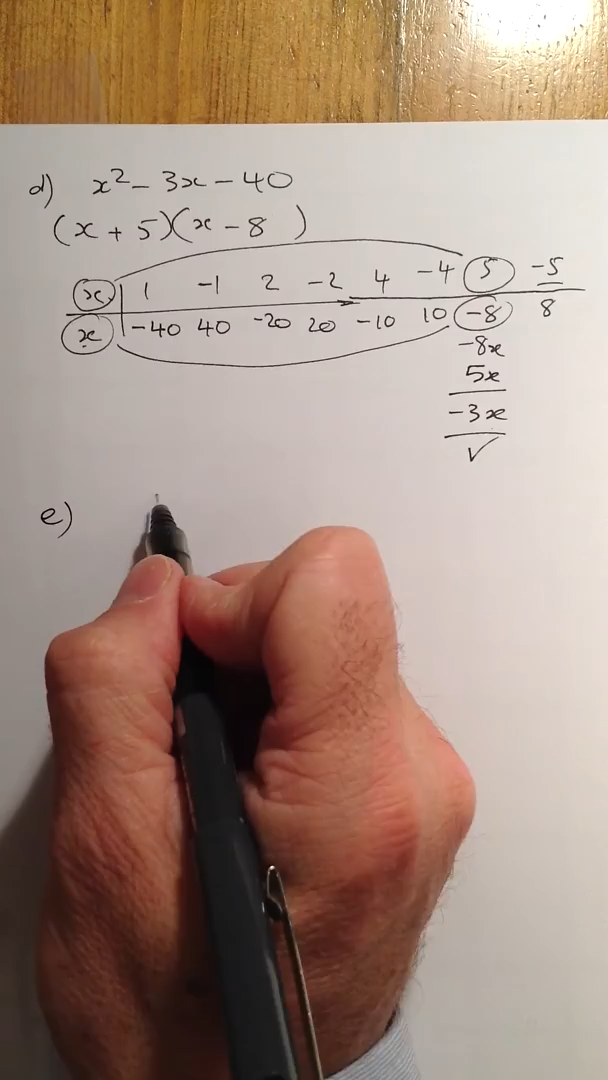 d) x² - 3x - 40
(x + 5)(x - 8 )
x 1 -1 2 -2 4 -4 5 -5
x -40 40 -20 20 -10 10 -8 8
-8x
5x
-3x
✓
e)